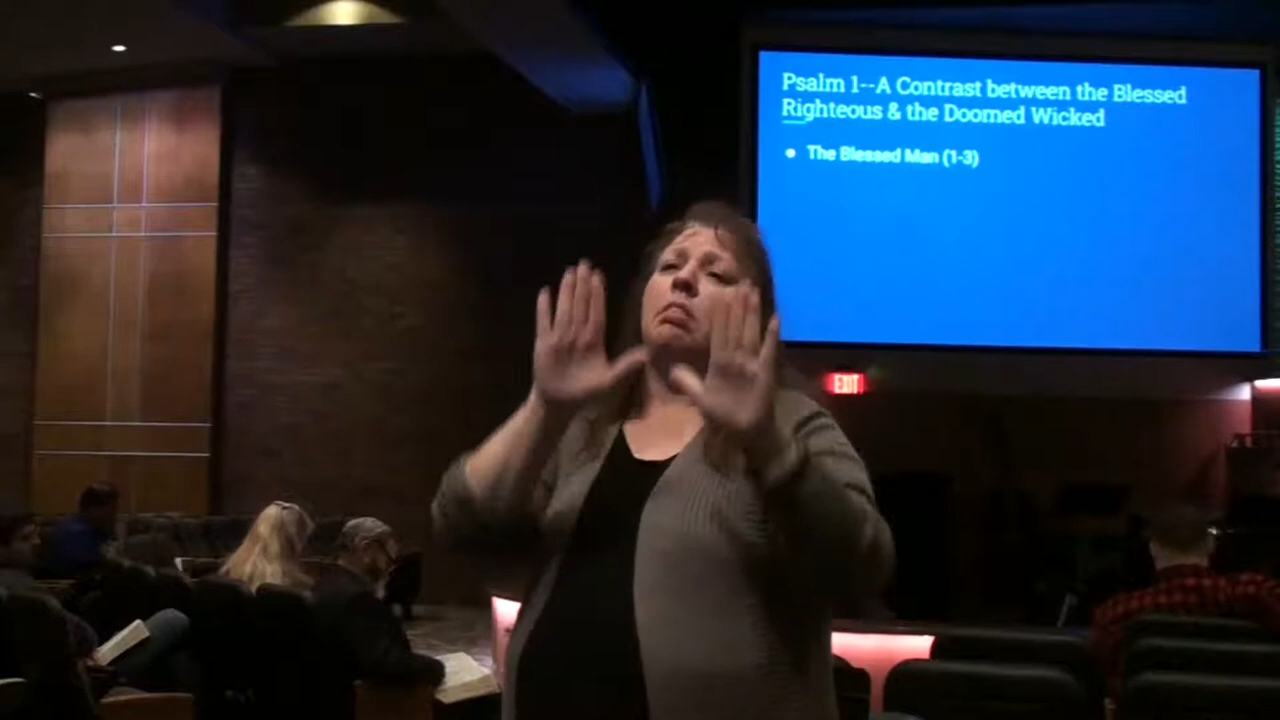 Psalm 1--A Contrast between the Blessed
Righteous & the Doomed Wicked
• The Blessed Man (1-3)
EXIT